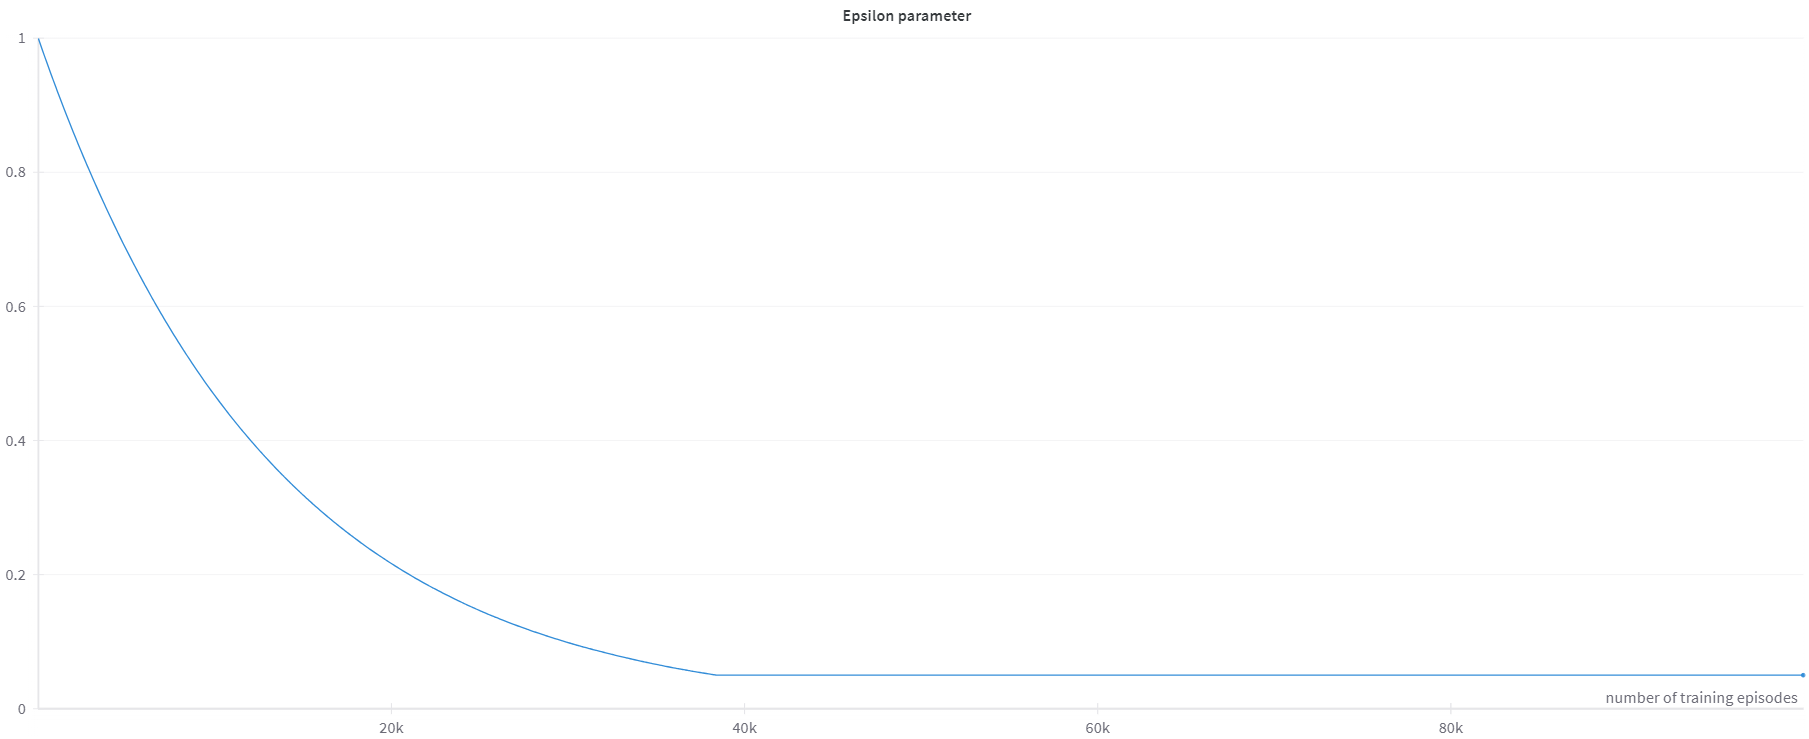 Epsilon parameter
1
0.8
0.6
0.4
0.2
0
number of training episodes
20k
40k
60k
80k